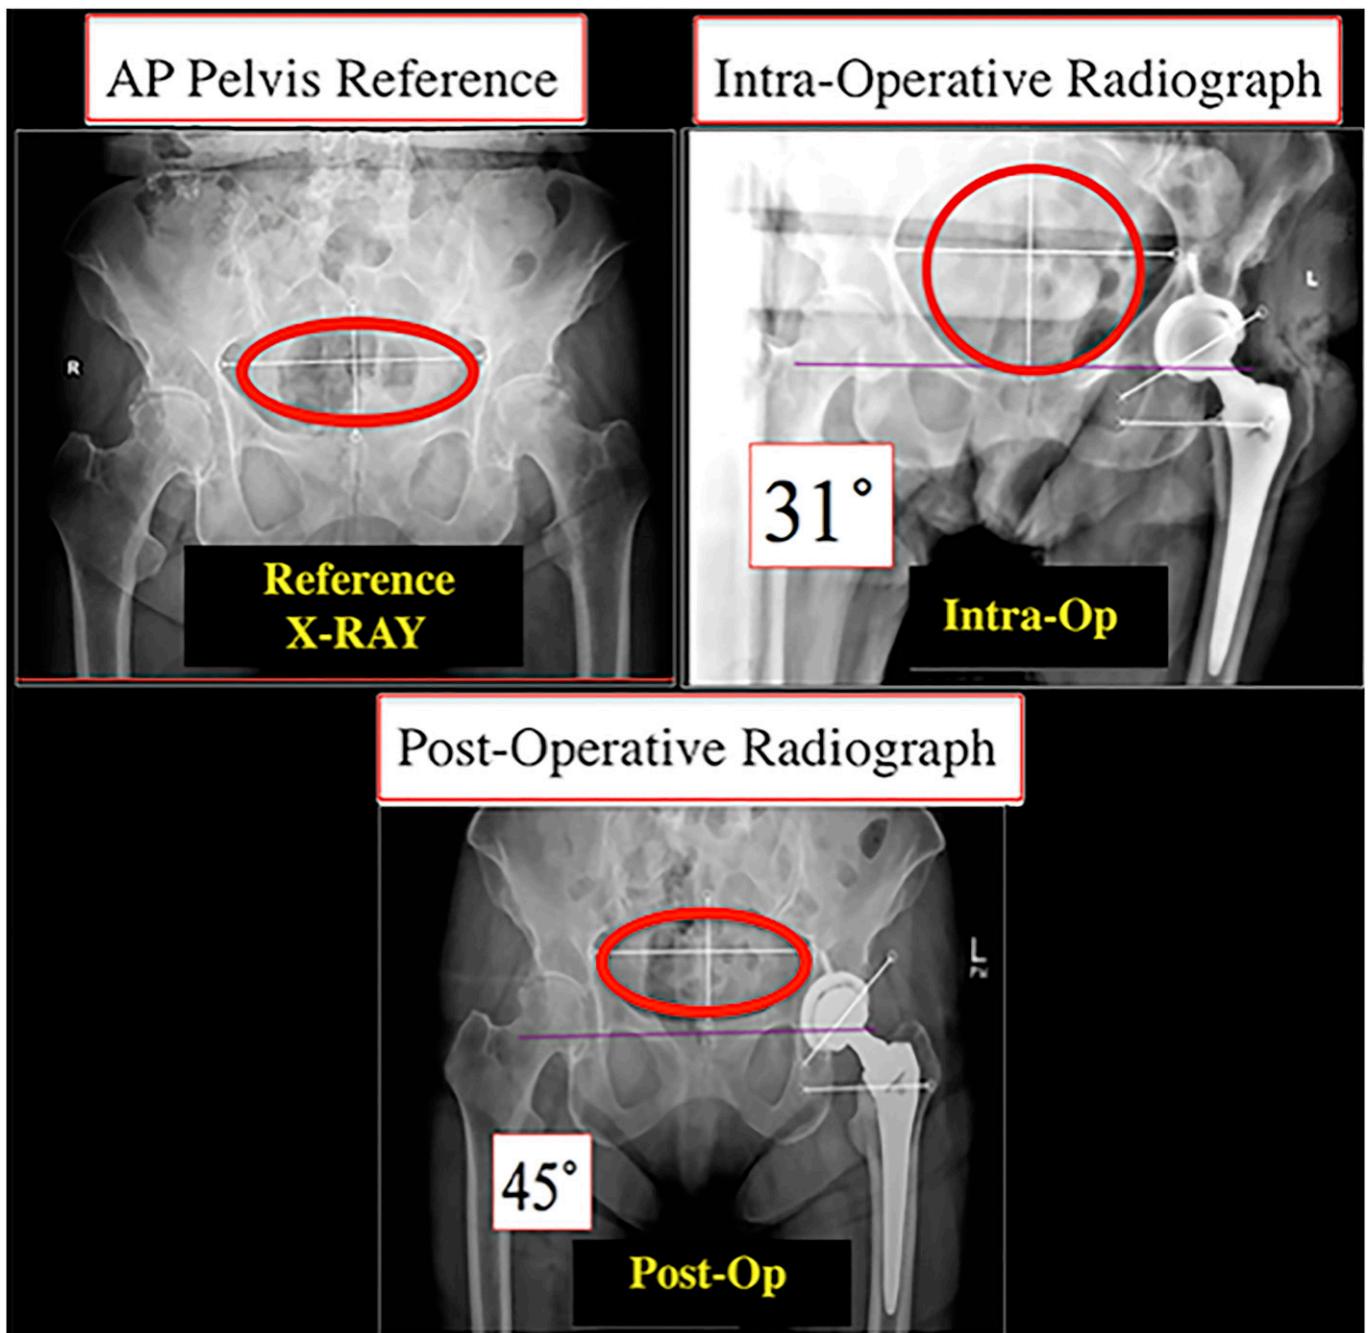 AP Pelvis Reference
Intra-Operative Radiograph
R
L
31°
Reference
X-RAY
Intra-Op
Post-Operative Radiograph
L
45°
Post-Op